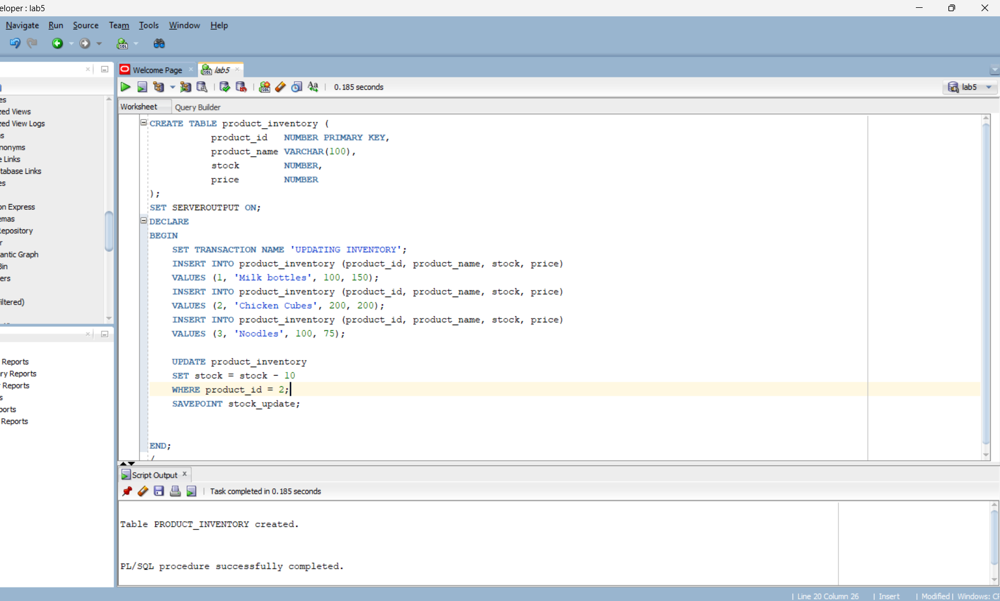 eloper : lab5
Navigate Run Source Team Tools Window Help
Welcome Page
lab5
0.185 seconds
lab5
Worksheet
Query Builder
es
zed Views
zed View Logs
s
nonyms
e Links
tabase Links
es
on Express
emas
Repository
r
antic Graph
Bin
ers
iltered)
Reports
ary Reports
Reports
s
ports
Reports
CREATE TABLE product_inventory (
product_id NUMBER PRIMARY KEY,
product_name VARCHAR(100),
stock NUMBER,
price NUMBER
);
SET SERVEROUTPUT ON;
DECLARE
BEGIN
SET TRANSACTION NAME 'UPDATING INVENTORY';
INSERT INTO product_inventory (product_id, product_name, stock, price)
VALUES (1, 'Milk bottles', 100, 150);
INSERT INTO product_inventory (product_id, product_name, stock, price)
VALUES (2, 'Chicken Cubes', 200, 200);
INSERT INTO product_inventory (product_id, product_name, stock, price)
VALUES (3, 'Noodles', 100, 75);
UPDATE product_inventory
SET stock = stock - 10
WHERE product_id = 2;
SAVEPOINT stock_update;
END;
/
Script Output
Task completed in 0.185 seconds
Table PRODUCT_INVENTORY created.
PL/SQL procedure successfully completed.
Line 20 Column 26 | Insert | Modified | Windows: